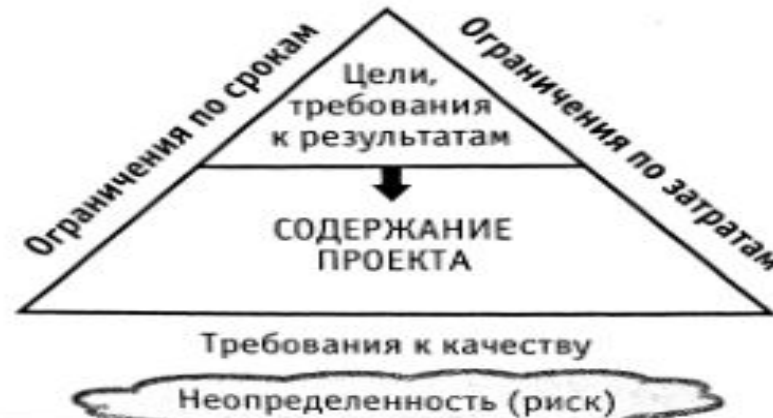 Ограничения по срокам
Ограничения по затратам
Цели,
требования
к результатам
СОДЕРЖАНИЕ
ПРОЕКТА
Требования к качеству
Неопределенность (риск)